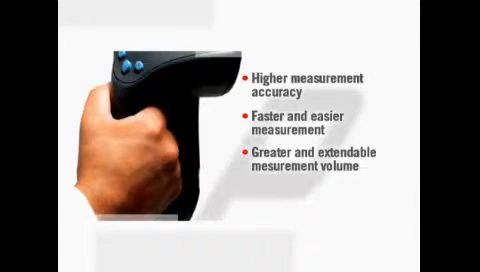 Higher measurement
accuracy
Faster and easier
measurement
Greater and extendable
mesurement volume